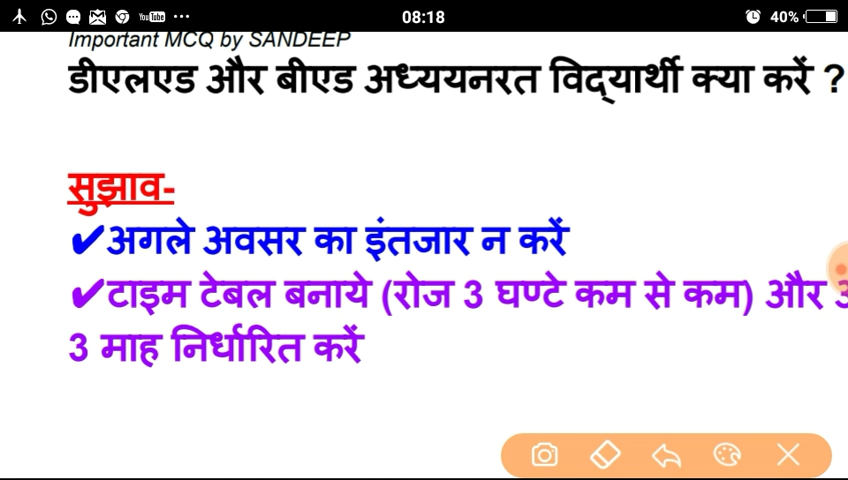 08:18
40%
Important MCQ by SANDEEP
डीएलएड और बीएड अध्ययनरत विद्यार्थी क्या करें ?
सुझाव-
✔अगले अवसर का इंतजार न करें
✔टाइम टेबल बनाये (रोज 3 घण्टे कम से कम) और
3 माह निर्धारित करें